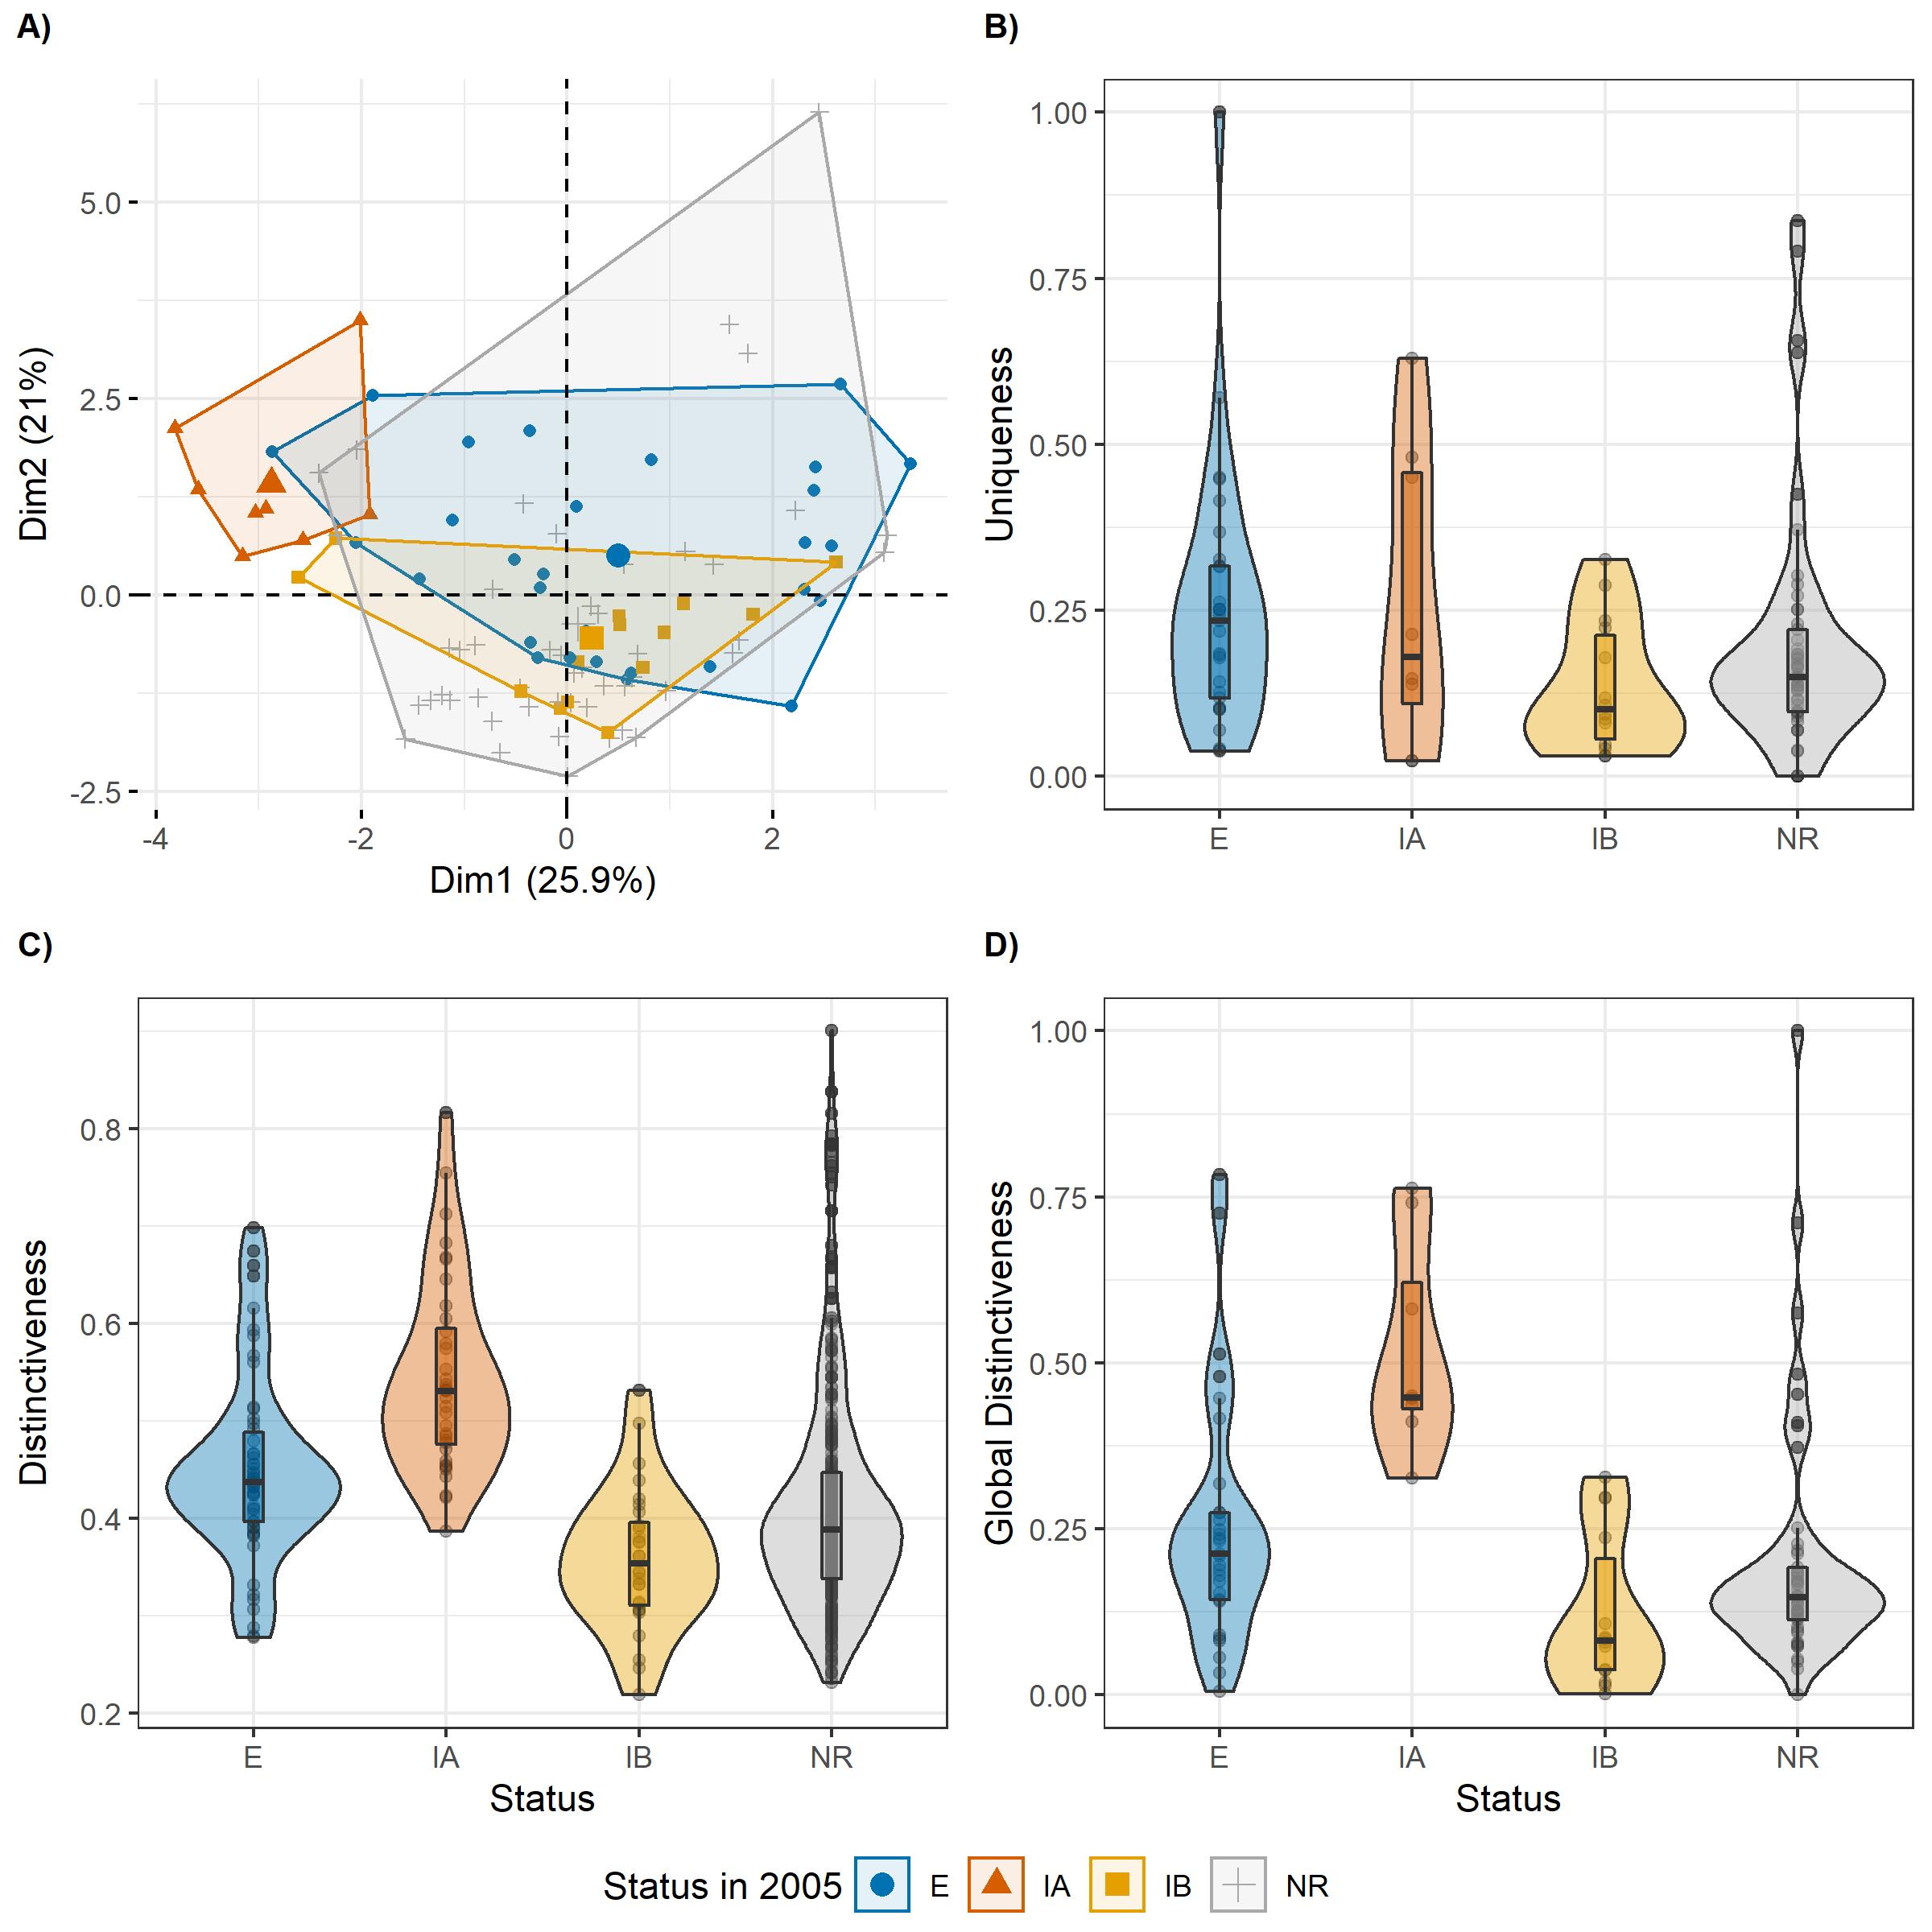 A)
5.0
2.5
0.0
-2.5
Dim2 (21%)
-4 -2 0 2
Dim1 (25.9%)
B)
1.00
0.75
0.50
0.25
0.00
Uniqueness
E IA IB NR
C)
0.8
0.6
0.4
0.2
Distinctiveness
E IA IB NR
Status
D)
1.00
0.75
0.50
0.25
0.00
Global Distinctiveness
E IA IB NR
Status
Status in 2005 E IA IB NR